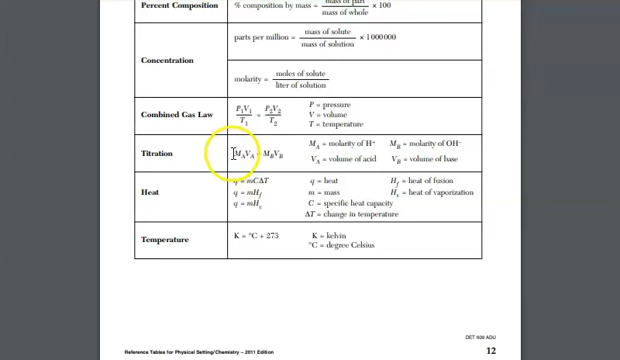 Percent Composition % composition by mass = mass of part / mass of whole × 100
Concentration
parts per million = mass of solute / mass of solution × 1 000 000
molarity = moles of solute / liter of solution
Combined Gas Law P₁V₁ / T₁ = P₂V₂ / T₂
P = pressure
V = volume
T = temperature
Titration MAVA = MBVB
MA = molarity of H⁺ MB = molarity of OH⁻
VA = volume of acid VB = volume of base
Heat
q = mCΔT q = heat Hf = heat of fusion
q = mHf m = mass Hv = heat of vaporization
q = mHv C = specific heat capacity
ΔT = change in temperature
Temperature
K = °C + 273 K = kelvin
°C = degree Celsius
DET 609 ADU
Reference Tables for Physical Setting/Chemistry – 2011 Edition 12